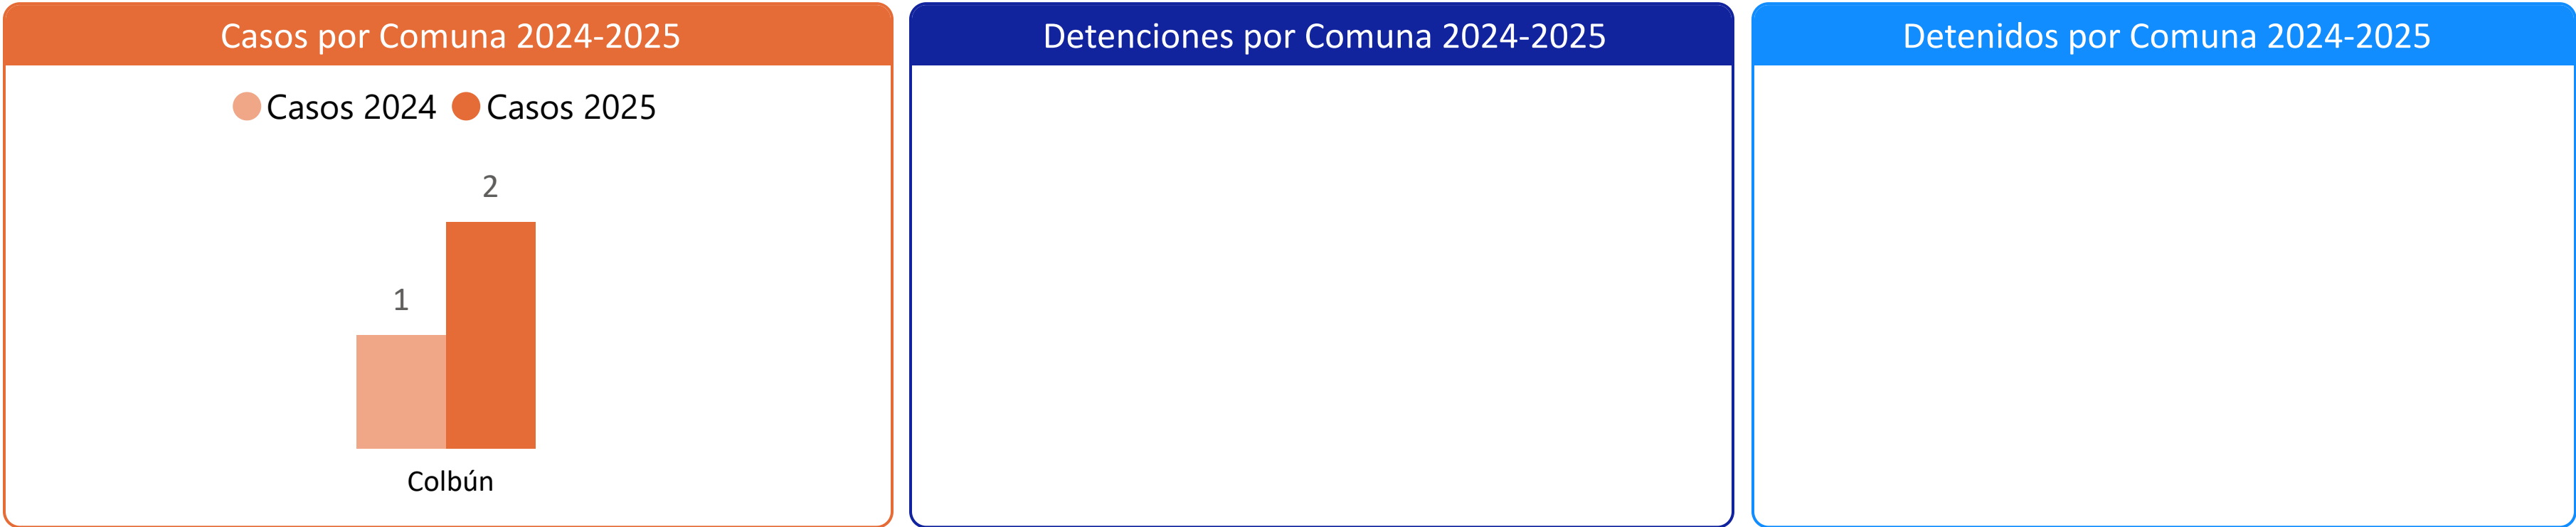 Casos por Comuna 2024-2025
Casos 2024 Casos 2025
2
1
Colbún
Detenciones por Comuna 2024-2025
Detenidos por Comuna 2024-2025